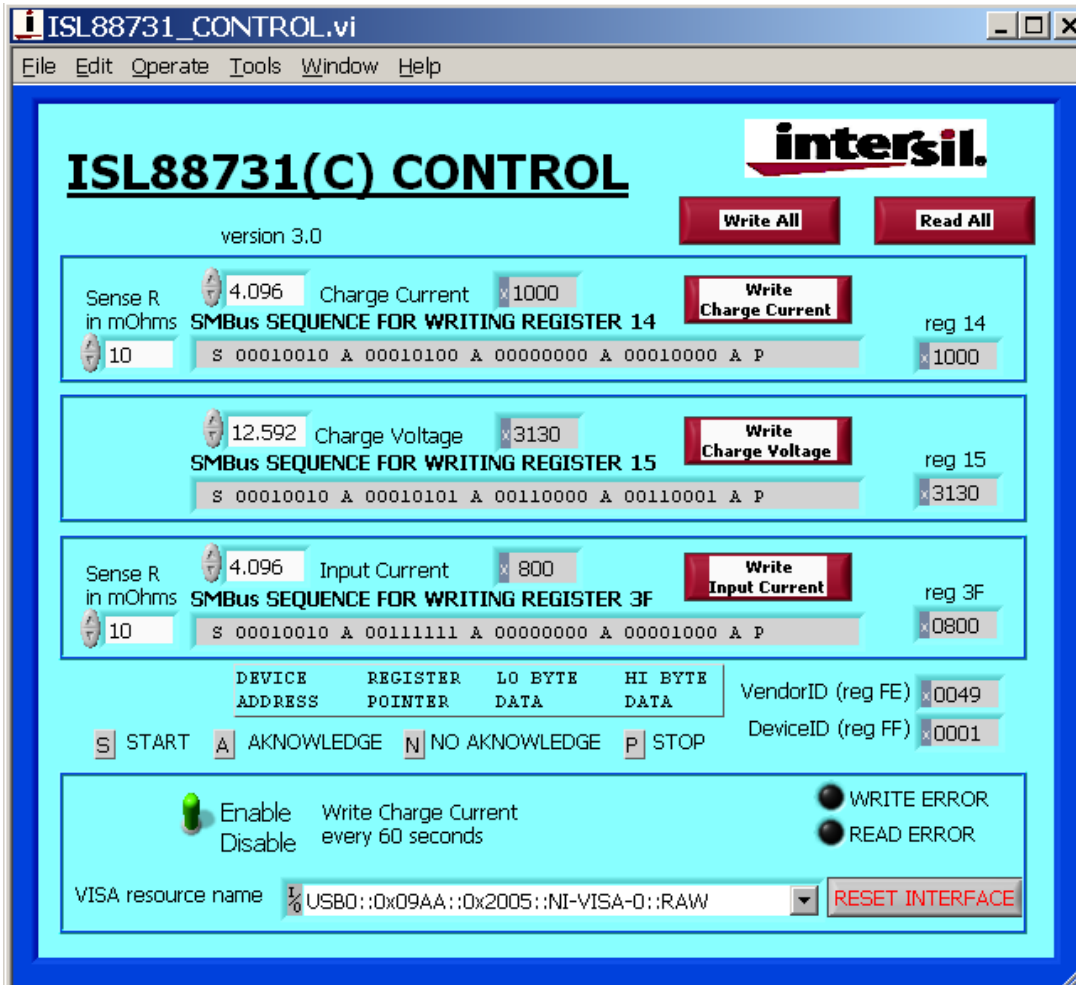 ISL88731_CONTROL.vi
File Edit Operate Tools Window Help
intersil.
ISL88731(C) CONTROL
Write All Read All
version 3.0
Sense R
in mOhms
10
4.096 Charge Current x1000
Write
Charge Current
SMBus SEQUENCE FOR WRITING REGISTER 14
S 00010010 A 00010100 A 00000000 A 00010000 A P
reg 14
x1000
12.592 Charge Voltage x3130
Write
Charge Voltage
SMBus SEQUENCE FOR WRITING REGISTER 15
S 00010010 A 00010101 A 00110000 A 00110001 A P
reg 15
x3130
Sense R
in mOhms
10
4.096 Input Current x 800
Write
Input Current
SMBus SEQUENCE FOR WRITING REGISTER 3F
S 00010010 A 00111111 A 00000000 A 00001000 A P
reg 3F
x0800
DEVICE REGISTER LO BYTE HI BYTE
ADDRESS POINTER DATA DATA
VendorID (reg FE) x0049
DeviceID (reg FF) x0001
S START A AKNOWLEDGE N NO AKNOWLEDGE P STOP
Enable
Disable
Write Charge Current
every 60 seconds
WRITE ERROR
READ ERROR
VISA resource name I/O USB0::0x09AA::0x2005::NI-VISA-0::RAW RESET INTERFACE